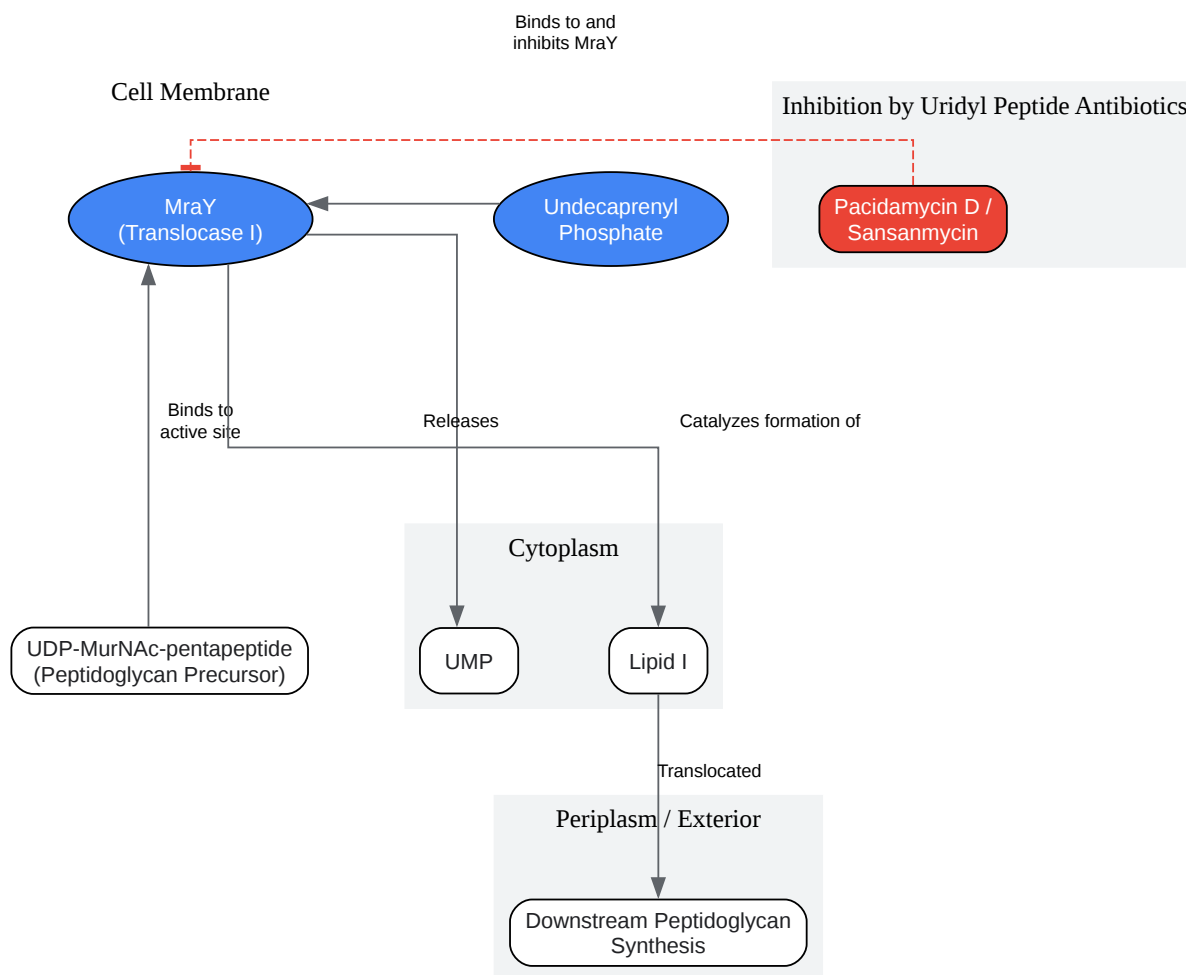 Binds to and
inhibits MraY
Cell Membrane
Inhibition by Uridyl Peptide Antibiotics
MraY
(Translocase I)
Undecaprenyl
Phosphate
Pacidamycin D /
Sansanmycin
Binds to
active site
Releases
Catalyzes formation of
Cytoplasm
UDP-MurNAc-pentapeptide
(Peptidoglycan Precursor)
UMP
Lipid I
Translocated
Periplasm / Exterior
Downstream Peptidoglycan
Synthesis